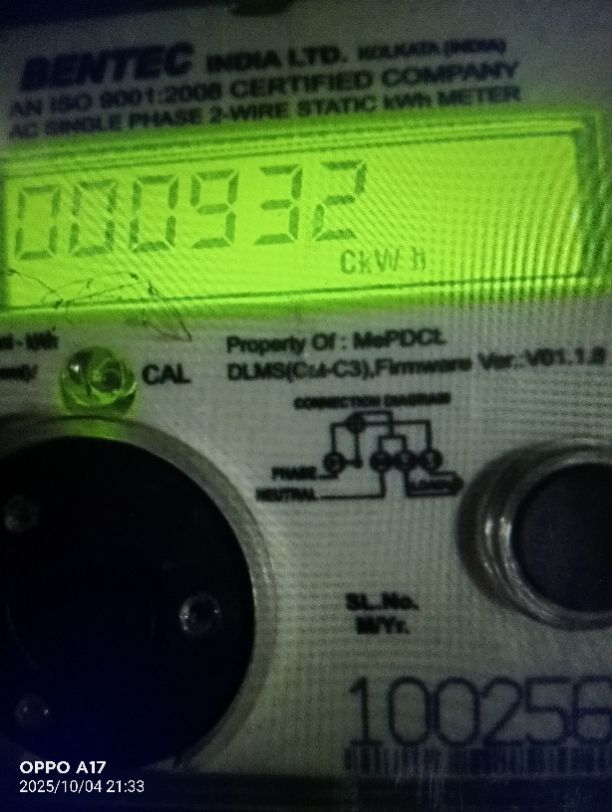 BENTEC INDIA LTD. KOLKATA (INDIA)
AN ISO 9001:2008 CERTIFIED COMPANY
AC SINGLE PHASE 2-WIRE STATIC kWh METER
000932
CkWh
CAL
Property Of : MePDCL
DLMS(Cat-C3),Firmware Ver.:V01.1.
CONNECTION DIAGRAM
PHASE
NEUTRAL
SL.No.
M/Yr.
100256
OPPO A17
2025/10/04 21:33